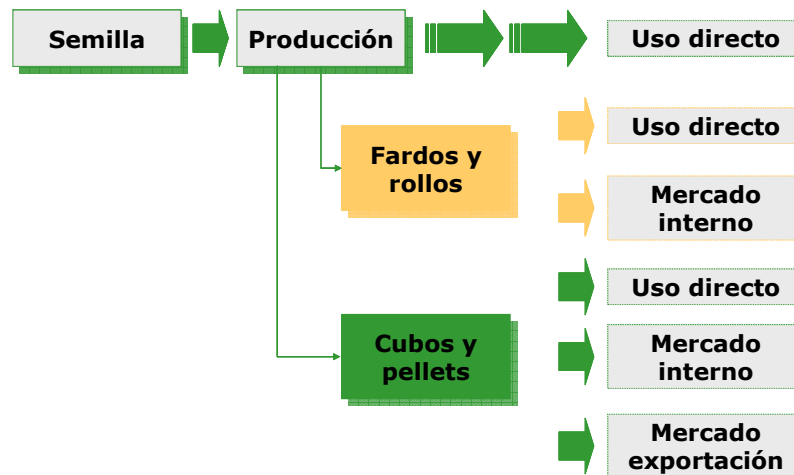 Semilla
Producción
Uso directo
Uso directo
Fardos y
rollos
Mercado
interno
Uso directo
Cubos y
pellets
Mercado
interno
Mercado
exportación